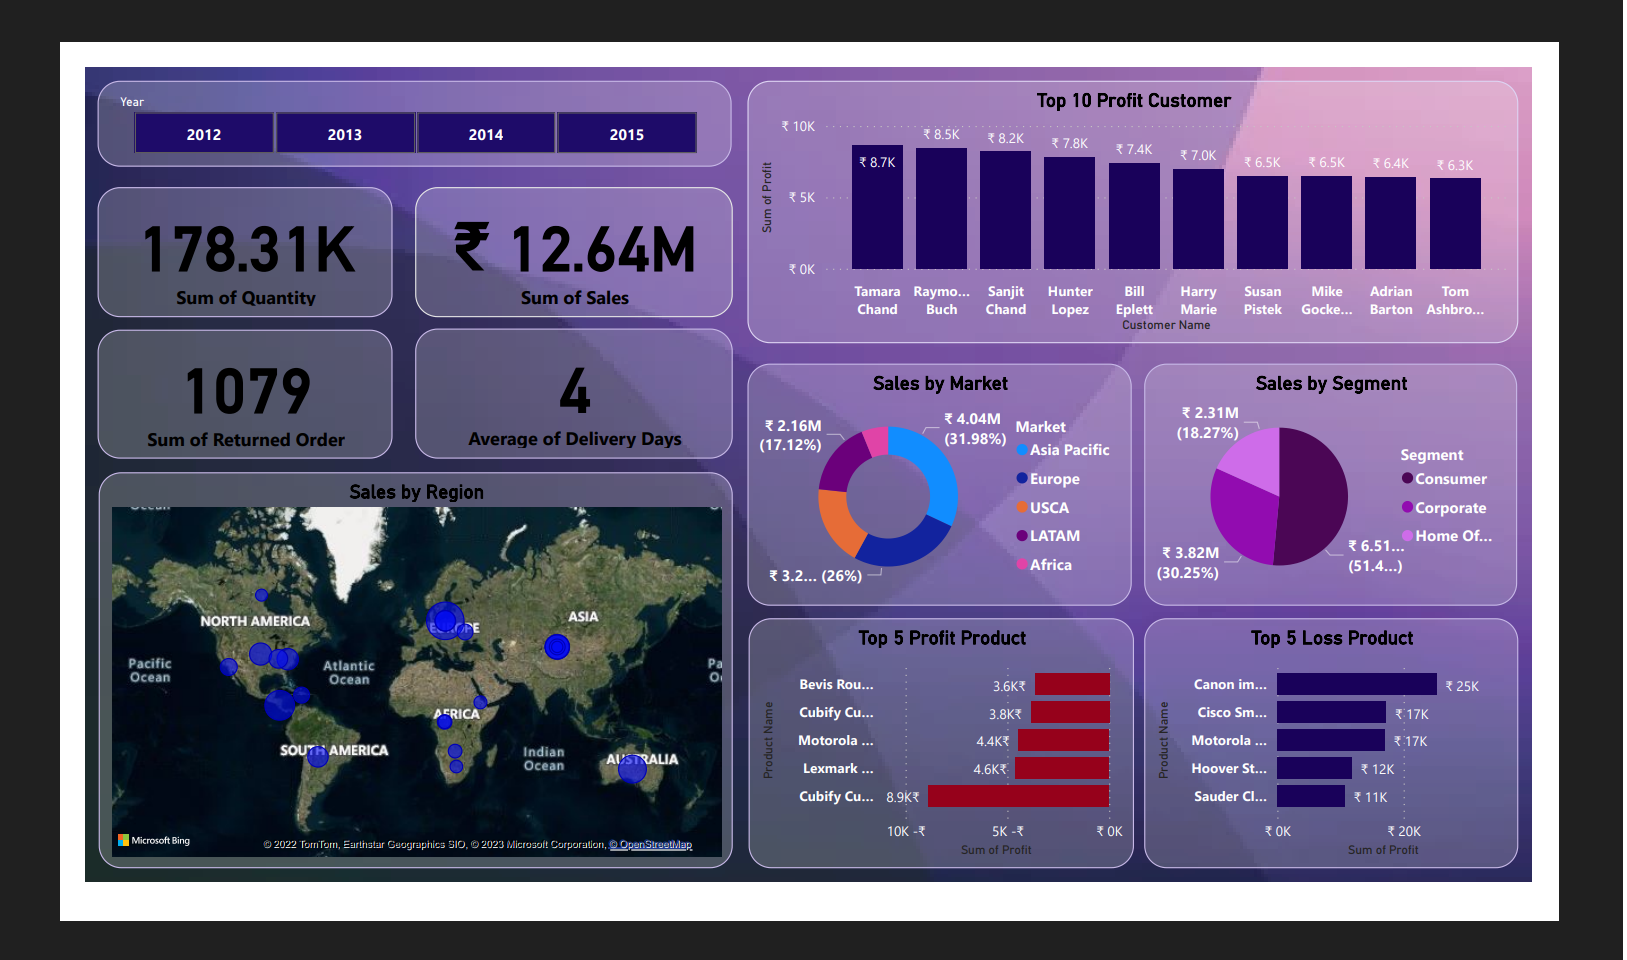 Year
2012
2013
2014
2015
178.31K
Sum of Quantity
₹ 12.64M
Sum of Sales
1079
Sum of Returned Order
4
Average of Delivery Days
Sales by Region
Ocean
NORTH AMERICA
EUROPE
ASIA
Pacific
Ocean
Atlantic
Ocean
Pa
O
AFRICA
SOUTH AMERICA
Indian
Ocean
AUSTRALIA
Microsoft Bing
© 2022 TomTom, Earthstar Geographics SIO, © 2023 Microsoft Corporation, © OpenStreetMap
Top 10 Profit Customer
Sum of Profit
₹ 10K
₹ 5K
₹ 0K
₹ 8.7K
₹ 8.5K
₹ 8.2K
₹ 7.8K
₹ 7.4K
₹ 7.0K
₹ 6.5K
₹ 6.5K
₹ 6.4K
₹ 6.3K
Tamara
Chand
Raymo...
Buch
Sanjit
Chand
Hunter
Lopez
Bill
Eplett
Harry
Marie
Susan
Pistek
Mike
Gocke...
Adrian
Barton
Tom
Ashbro...
Customer Name
Sales by Market
₹ 2.16M
(17.12%)
₹ 4.04M
(31.98%)
₹ 3.2... (26%)
Market
Asia Pacific
Europe
USCA
LATAM
Africa
Sales by Segment
₹ 2.31M
(18.27%)
₹ 3.82M
(30.25%)
₹ 6.51...
(51.4...)
Segment
Consumer
Corporate
Home Of...
Top 5 Profit Product
Product Name
Bevis Rou...
3.6K₹
Cubify Cu...
3.8K₹
Motorola ...
4.4K₹
Lexmark ...
4.6K₹
Cubify Cu...
8.9K₹
10K -₹
5K -₹
₹ 0K
Sum of Profit
Top 5 Loss Product
Product Name
Canon im...
₹ 25K
Cisco Sm...
₹ 17K
Motorola ...
₹ 17K
Hoover St...
₹ 12K
Sauder Cl...
₹ 11K
₹ 0K
₹ 20K
Sum of Profit